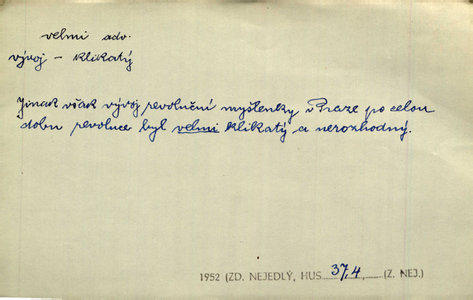 velmi adv.
vývoj – klikatý
Jinak však vývoj revoluční myšlenky v Praze po celou
dobu revoluce byl velmi klikatý a nerozhodný.
1952 (ZD. NEJEDLÝ, HUS 37,4, (Z. NEJ.)